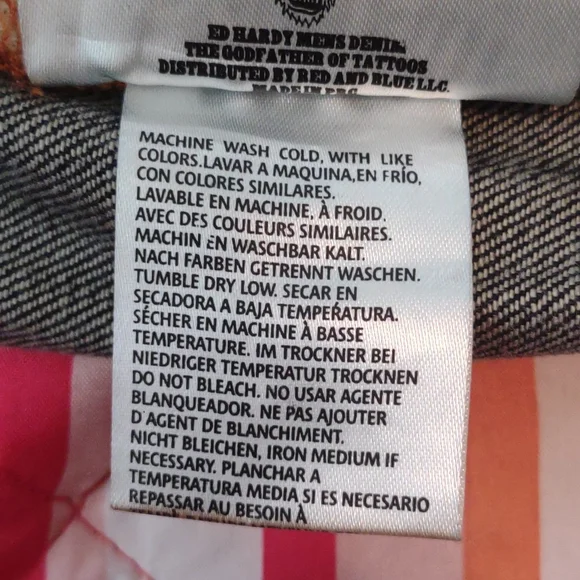 ED HARDY MENS DENIM.
THE GODFATHER OF TATTOOS
DISTRIBUTED BY RED AND BLUE LLC.
MADE IN PRC
MACHINE WASH COLD, WITH LIKE
COLORS.LAVAR A MAQUINA,EN FRÍO,
CON COLORES SIMILARES.
LAVABLE EN MACHINE, À FROID.
AVEC DES COULEURS SIMILAIRES.
MACHIN EN WASCHBAR KALT.
NACH FARBEN GETRENNT WASCHEN.
TUMBLE DRY LOW. SECAR EN
SECADORA A BAJA TEMPERATURA.
SÉCHER EN MACHINE À BASSE
TEMPERATURE. IM TROCKNER BEI
NIEDRIGER TEMPERATUR TROCKNEN
DO NOT BLEACH. NO USAR AGENTE
BLANQUEADOR. NE PAS AJOUTER
D'AGENT DE BLANCHIMENT.
NICHT BLEICHEN, IRON MEDIUM IF
NECESSARY. PLANCHAR A
TEMPERATURA MEDIA SI ES NECESARIO
REPASSAR AU BESOIN À